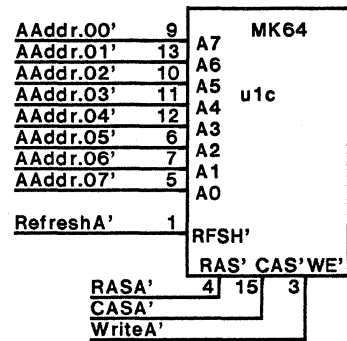 AAddr.00' 9 MK64
AAddr.01' 13 A7
AAddr.02' 10 A6
AAddr.03' 11 A5 u1c
AAddr.04' 12 A4
AAddr.05' 6 A3
AAddr.06' 7 A2
AAddr.07' 5 A1
A0
RefreshA' 1 RFSH'
RAS' CAS' WE'
RASA' 4 15 3
CASA'
WriteA'